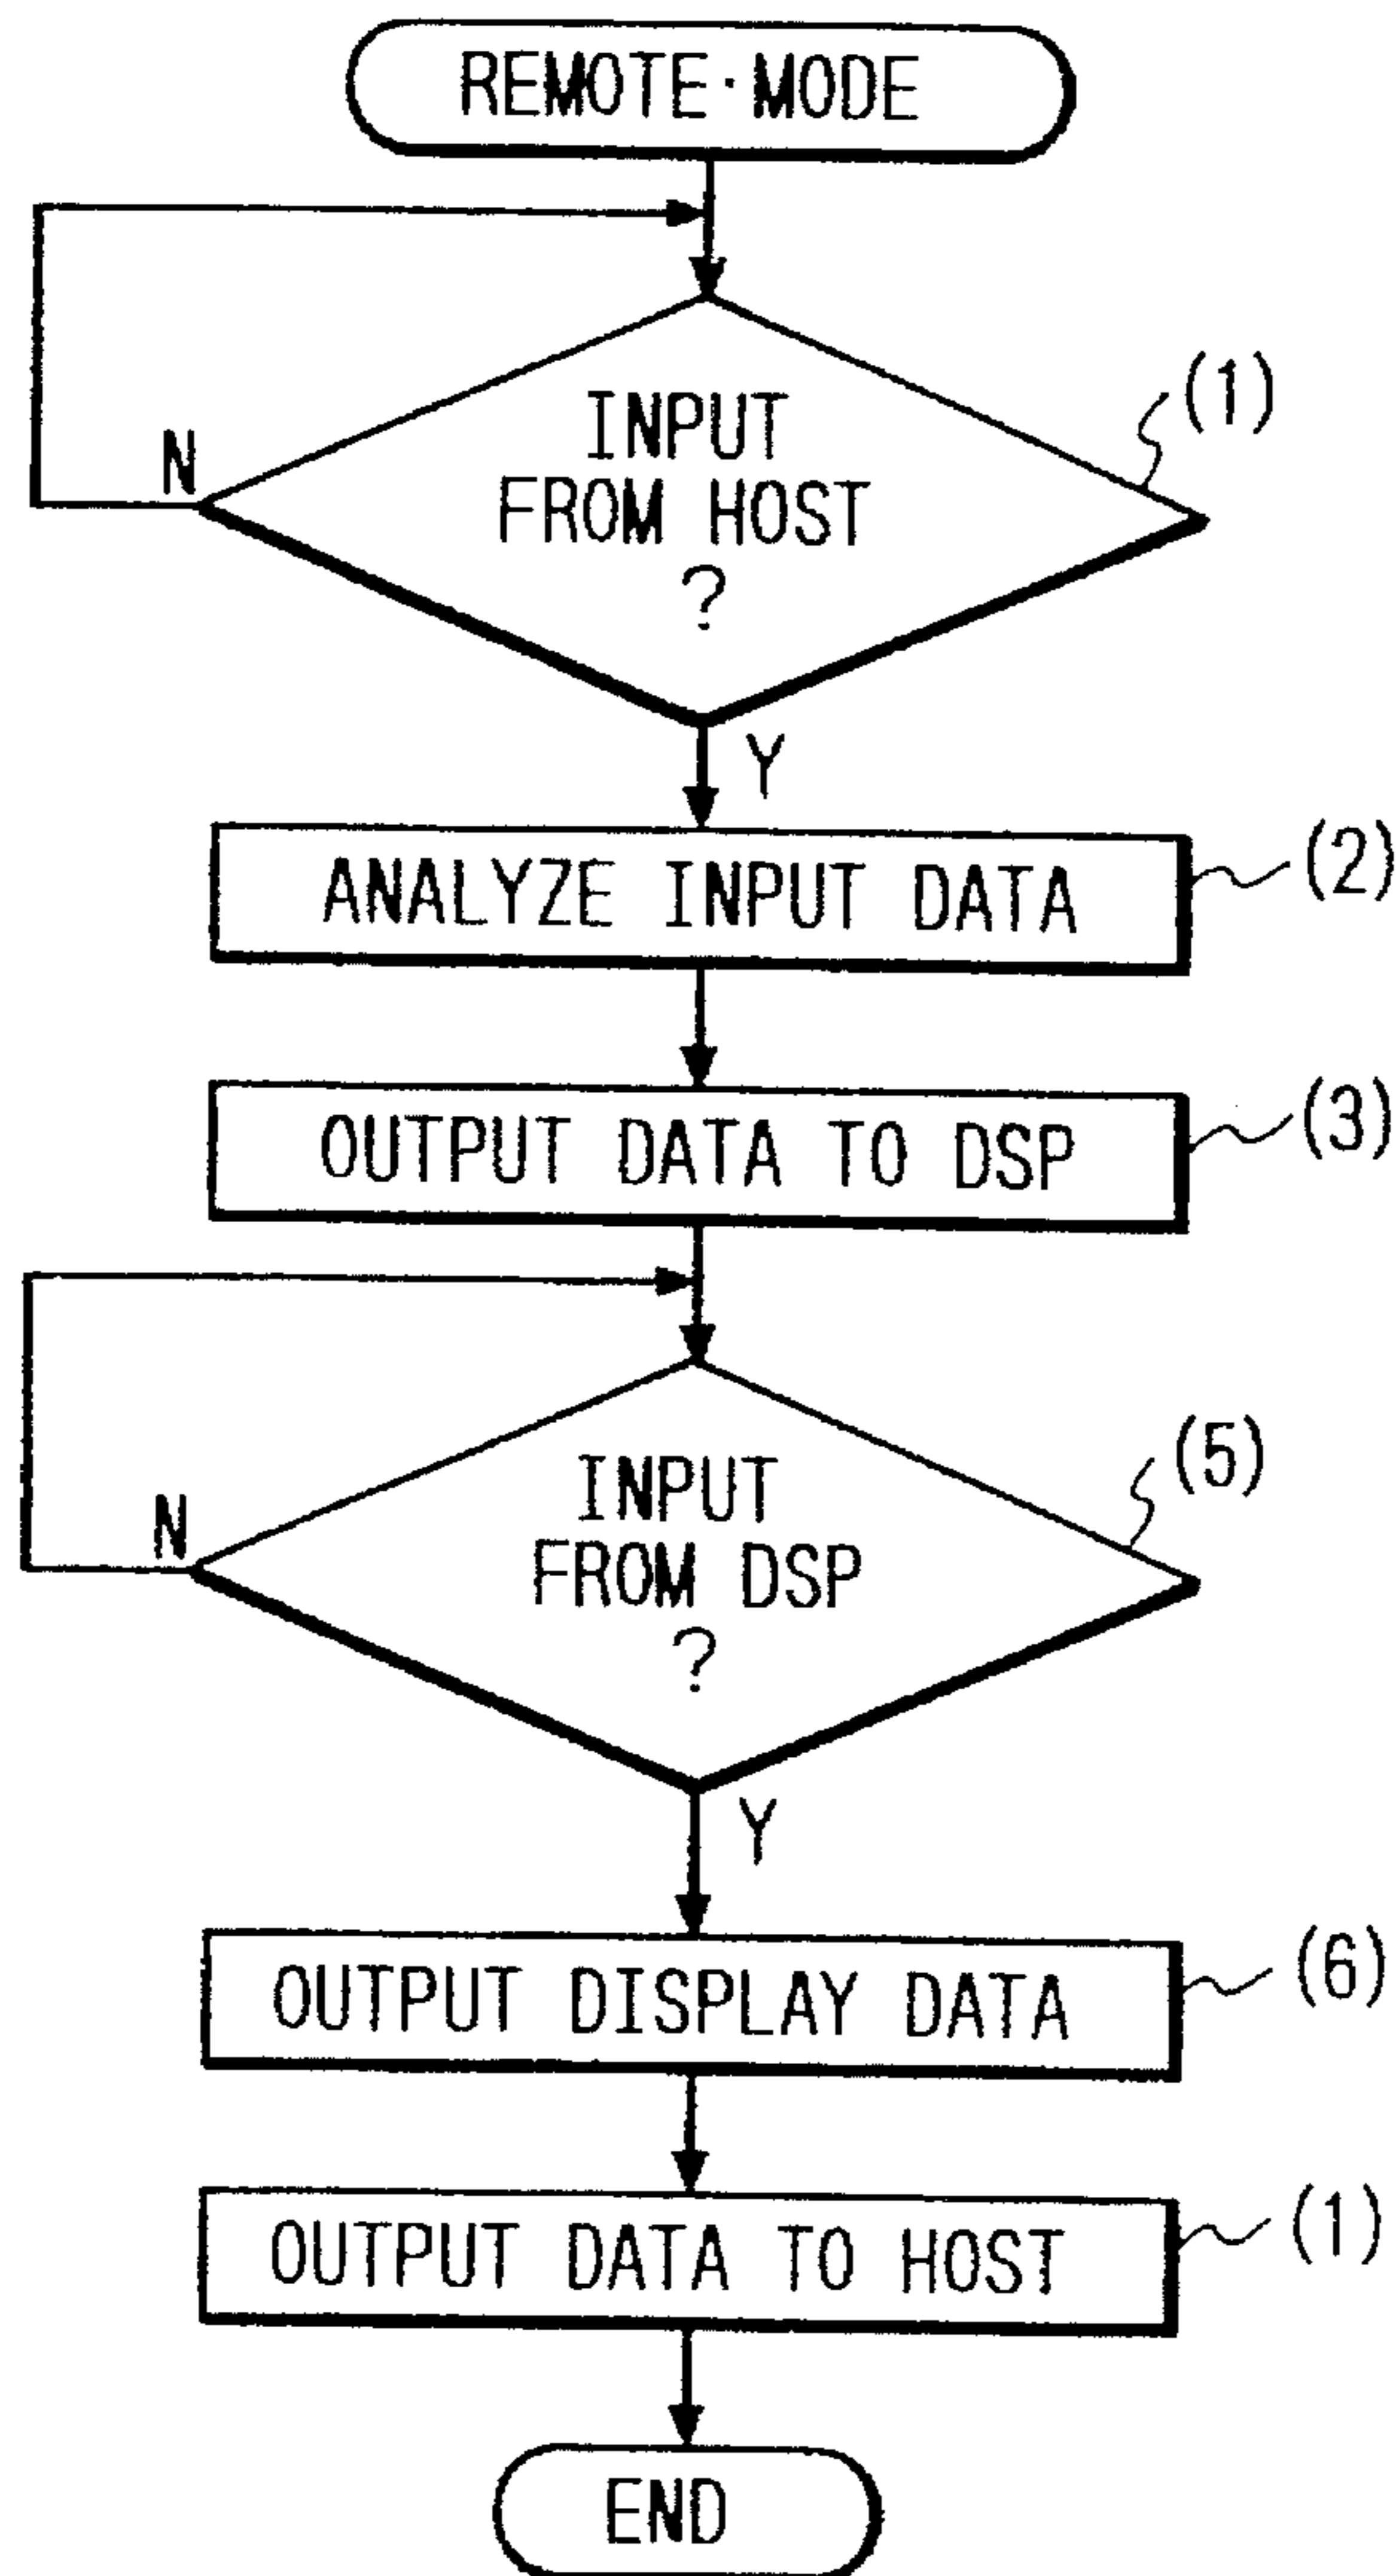 REMOTE·MODE
INPUT
FROM HOST
?
(1)
N
Y
ANALYZE INPUT DATA
(2)
OUTPUT DATA TO DSP
(3)
INPUT
FROM DSP
?
(5)
N
Y
OUTPUT DISPLAY DATA
(6)
OUTPUT DATA TO HOST
(1)
END